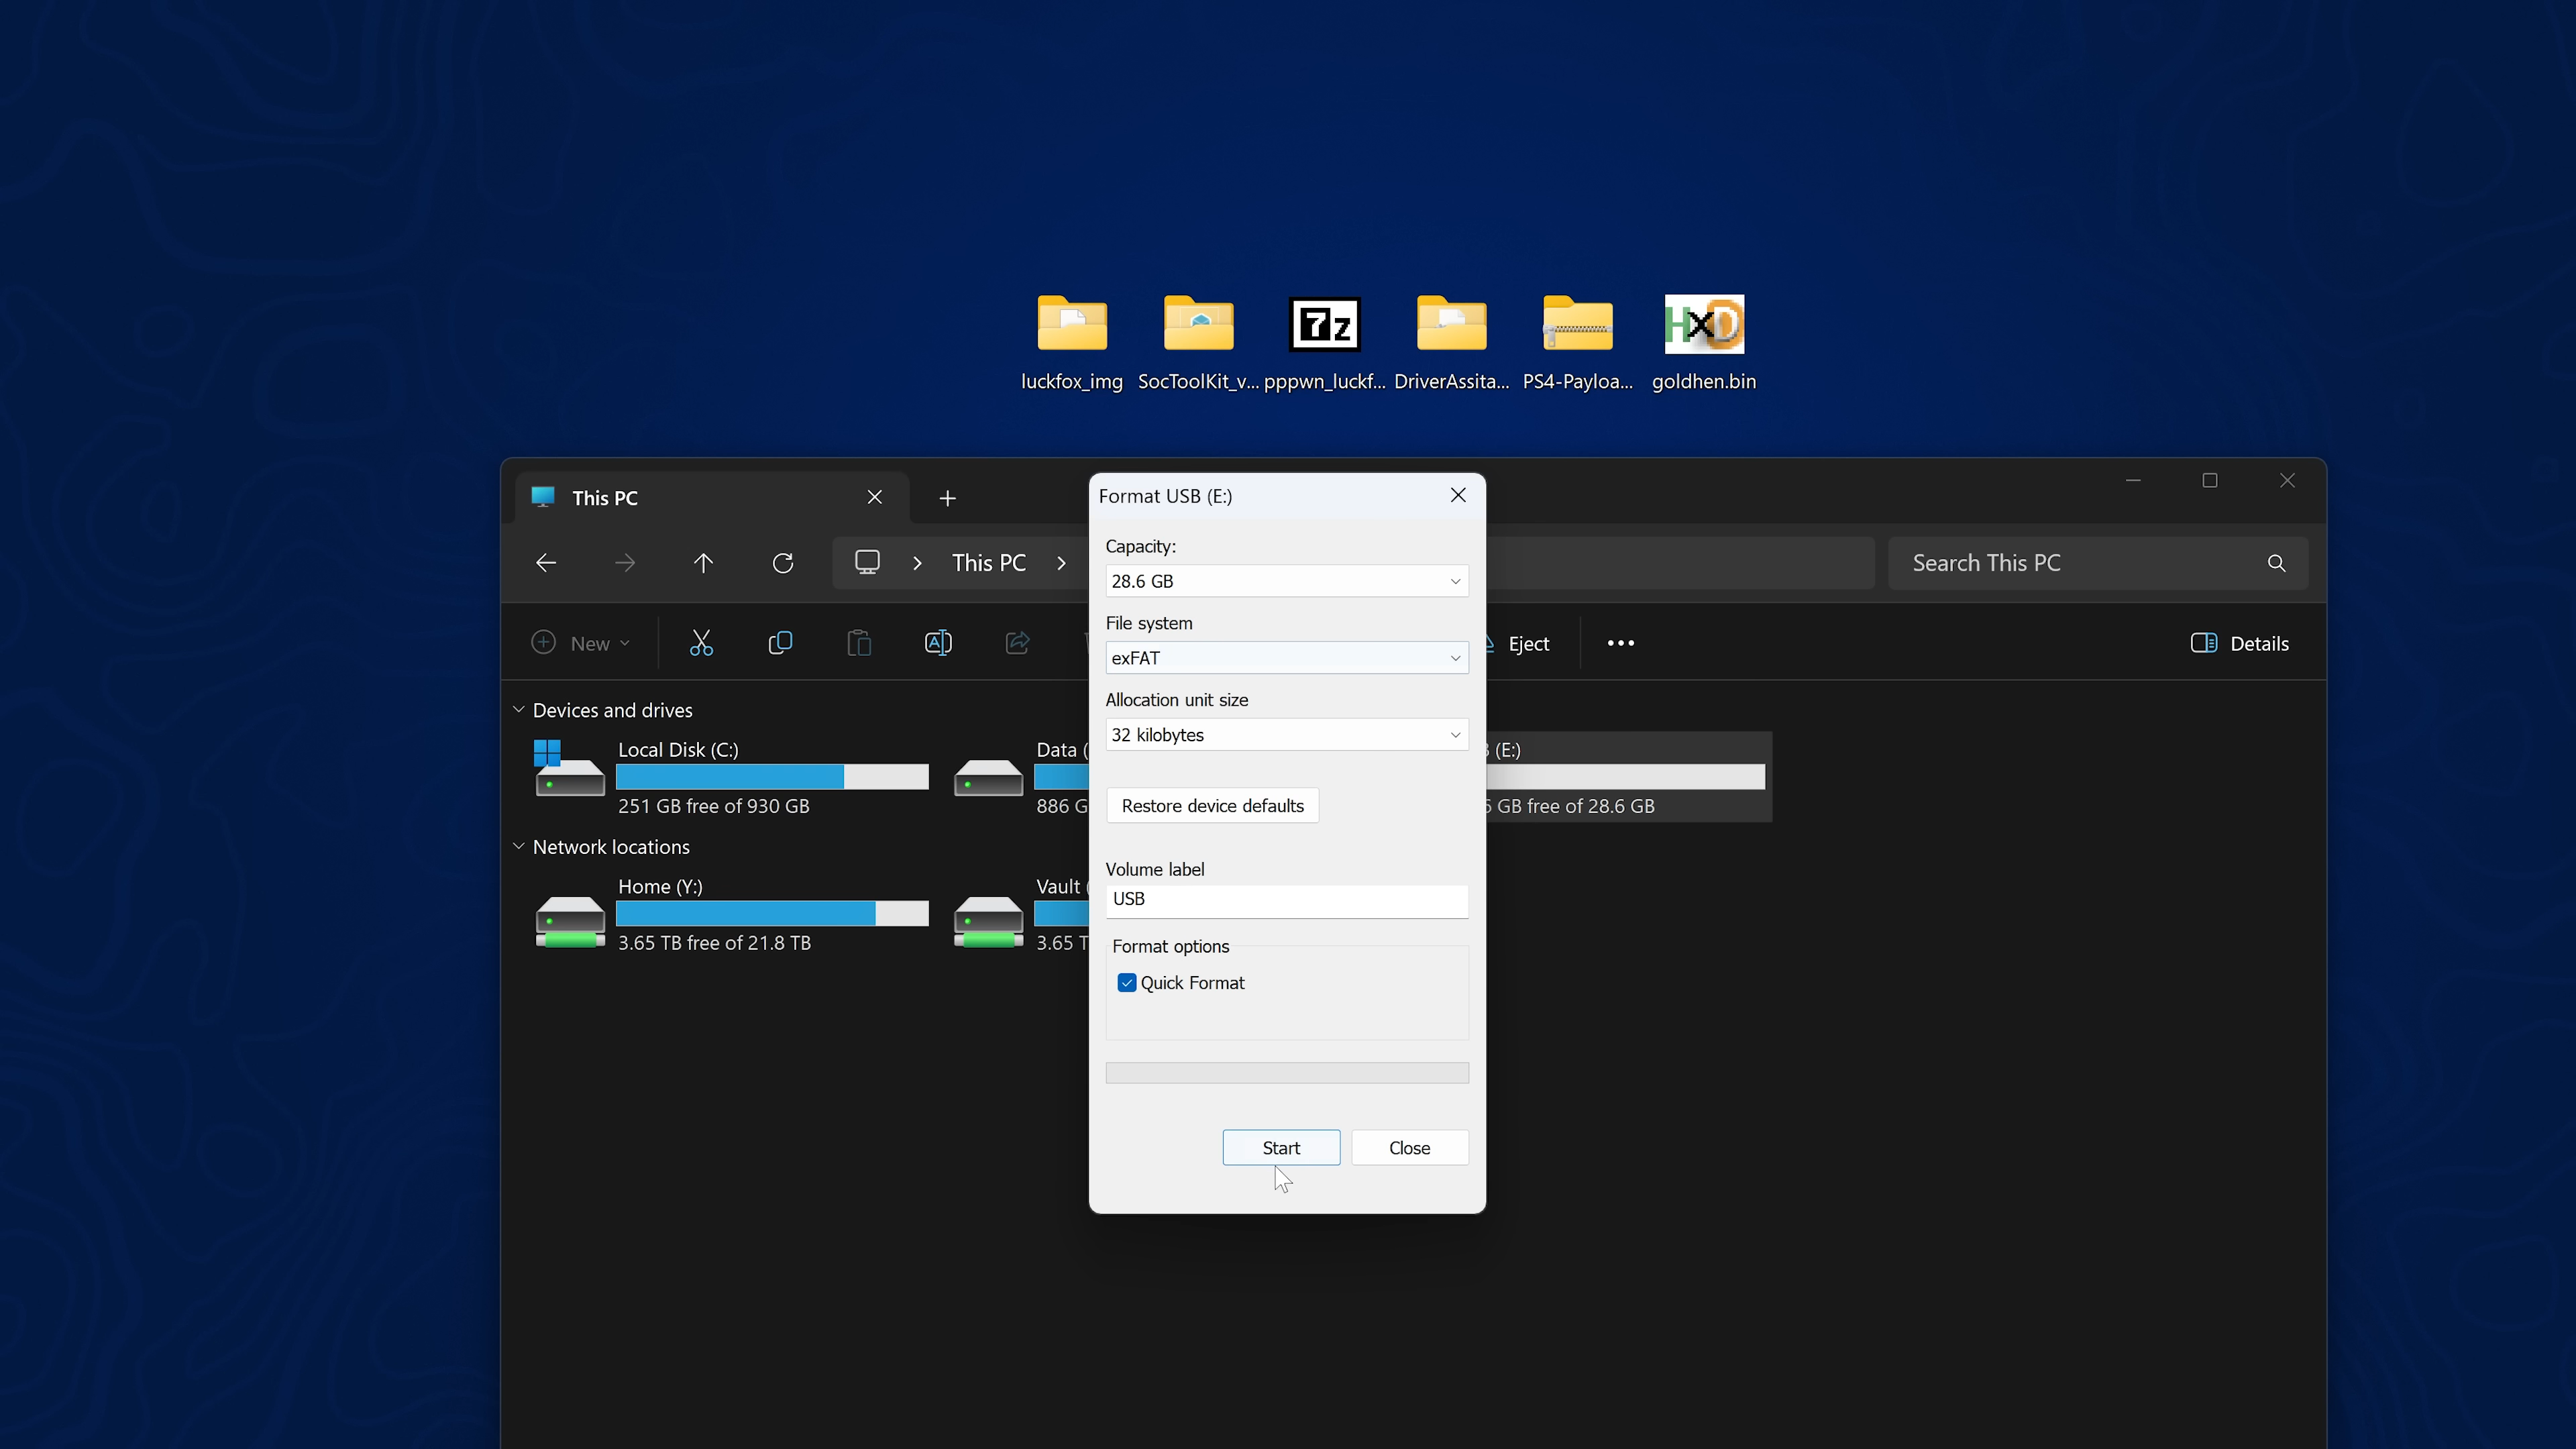 luckfox_img
SocToolKit_v...
pppwn_luckf...
DriverAssita...
PS4-Payloa...
goldhen.bin
7z
HxD
This PC
Format USB (E:)
This PC
Search This PC
New
Eject
Details
Capacity:
28.6 GB
File system
exFAT
Allocation unit size
32 kilobytes
Restore device defaults
Volume label
USB
Format options
Quick Format
Start
Close
Devices and drives
Local Disk (C:)
251 GB free of 930 GB
Data (
886 G
(E:)
GB free of 28.6 GB
Network locations
Home (Y:)
3.65 TB free of 21.8 TB
Vault (
3.65 T